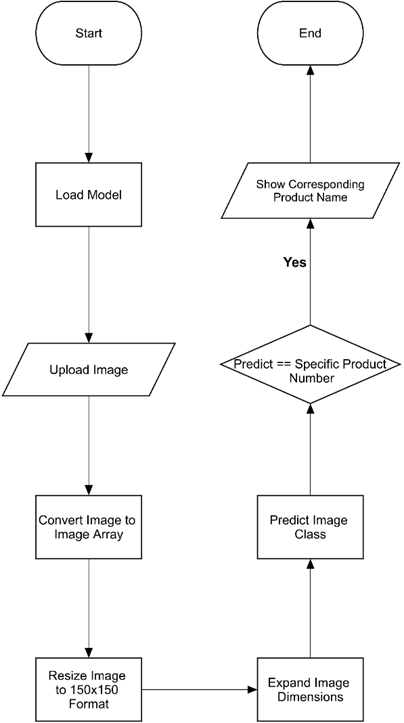 Start
Load Model
Upload Image
Convert Image to
Image Array
Resize Image
to 150x150
Format
Expand Image
Dimensions
Predict Image
Class
Predict == Specific Product
Number
Yes
Show Corresponding
Product Name
End